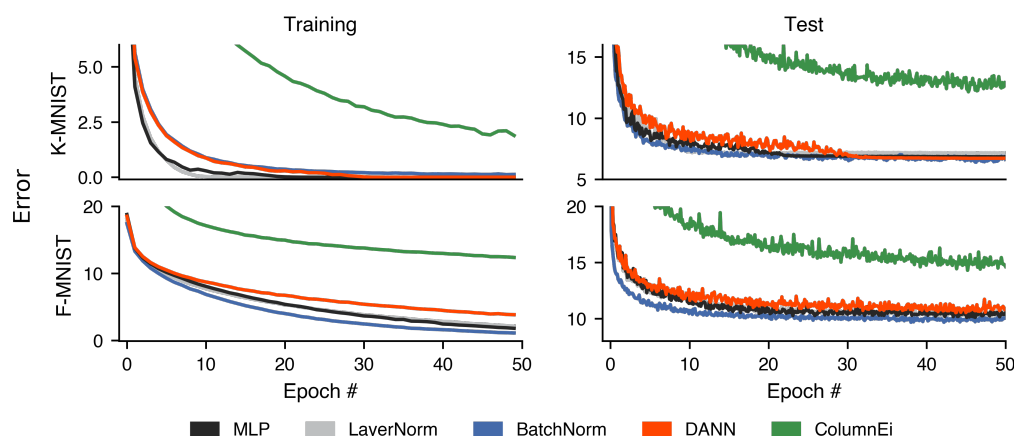 Training
Test
Error
K-MNIST
5.0
2.5
0.0
15
10
5
F-MNIST
20
10
0
20
15
10
0 10 20 30 40 50
0 10 20 30 40 50
Epoch #
Epoch #
MLP LayerNorm BatchNorm DANN ColumnEi